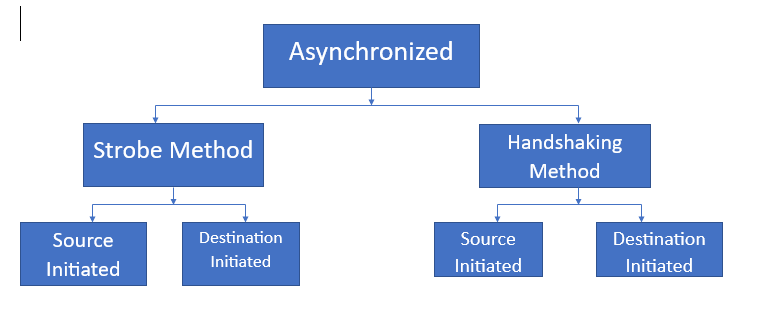 Asynchronized
Strobe Method
Handshaking
Method
Source
Initiated
Destination
Initiated
Source
Initiated
Destination
Initiated